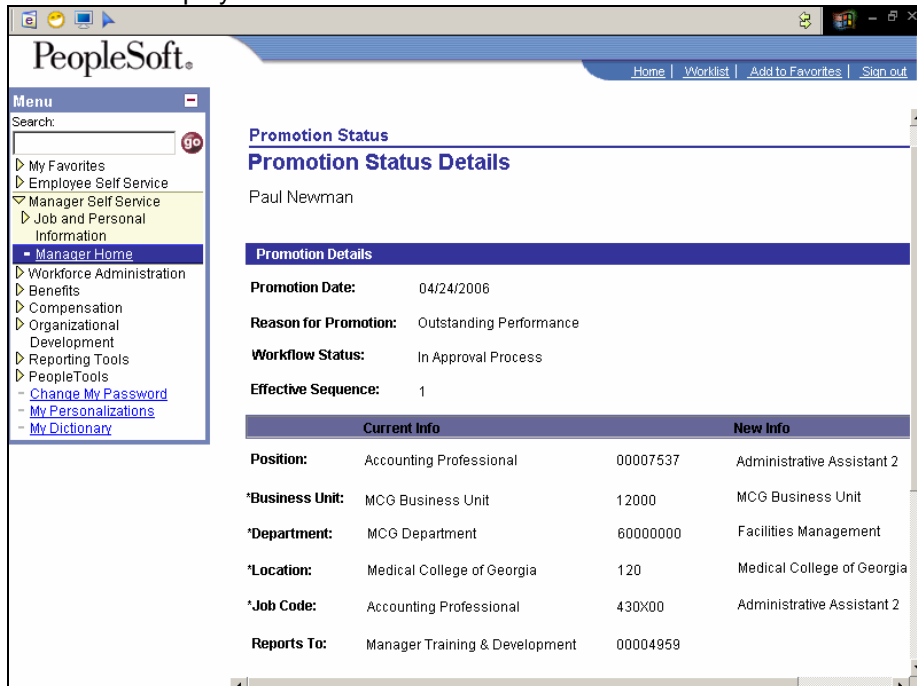 PeopleSoft®
Home | Worklist | Add to Favorites | Sign out
Menu
Search:
go
My Favorites
Employee Self Service
Manager Self Service
Job and Personal
Information
- Manager Home
Workforce Administration
Benefits
Compensation
Organizational
Development
Reporting Tools
PeopleTools
- Change My Password
- My Personalizations
- My Dictionary
Promotion Status
Promotion Status Details
Paul Newman
Promotion Details
Promotion Date: 04/24/2006
Reason for Promotion: Outstanding Performance
Workflow Status: In Approval Process
Effective Sequence: 1
Current Info New Info
Position: Accounting Professional 00007537 Administrative Assistant 2
*Business Unit: MCG Business Unit 12000 MCG Business Unit
*Department: MCG Department 60000000 Facilities Management
*Location: Medical College of Georgia 120 Medical College of Georgia
*Job Code: Accounting Professional 430X00 Administrative Assistant 2
Reports To: Manager Training & Development 00004959